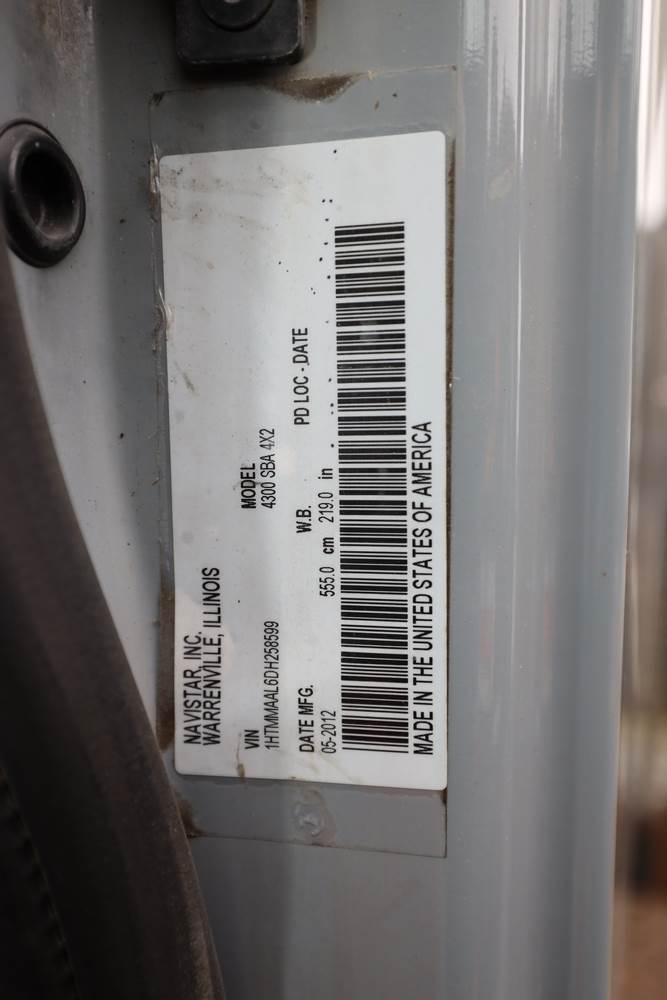 NAVISTAR, INC.
WARRENVILLE, ILLINOIS
VIN
1HTMMAAL6DH258599
MODEL
4300 SBA 4X2
DATE MFG.
05-2012
W.B.
555.0 cm 219.0 in
PD LOC - DATE
MADE IN THE UNITED STATES OF AMERICA